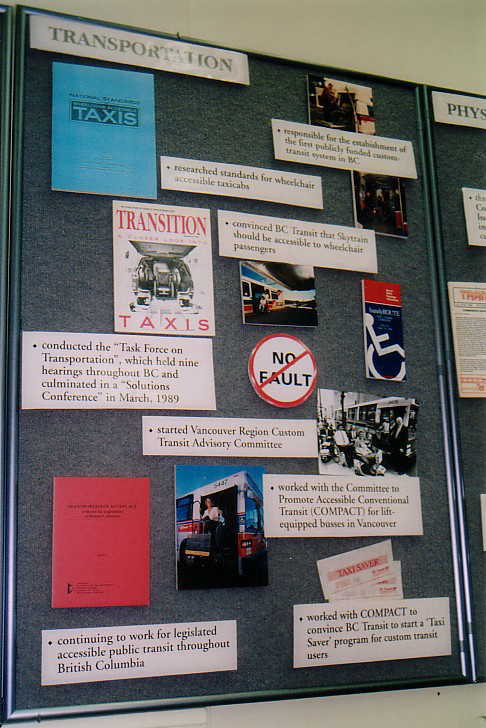 TRANSPORTATION
NATIONAL STANDARDS
TAXIS
• responsible for the estabishment of
the first publicly funded custom-
transit system in BC
• researched standards for wheelchair
accessible taxicabs
TRANSITION
A CLOSER LOOK INTO
TAXIS
• convinced BC Transit that Skytrain
should be accessible to wheelchair
passengers
• conducted the "Task Force on
Transportation", which held nine
hearings throughout BC and
culminated in a "Solutions
Conference" in March, 1989
NO
FAULT
• started Vancouver Region Custom
Transit Advisory Committee
• worked with the Committee to
Promote Accessible Conventional
Transit (COMPACT) for lift-
equipped busses in Vancouver
5447
TAXI SAVER
• worked with COMPACT to
convince BC Transit to start a 'Taxi
Saver' program for custom transit
users
• continuing to work for legislated
accessible public transit throughout
British Columbia
PHYS